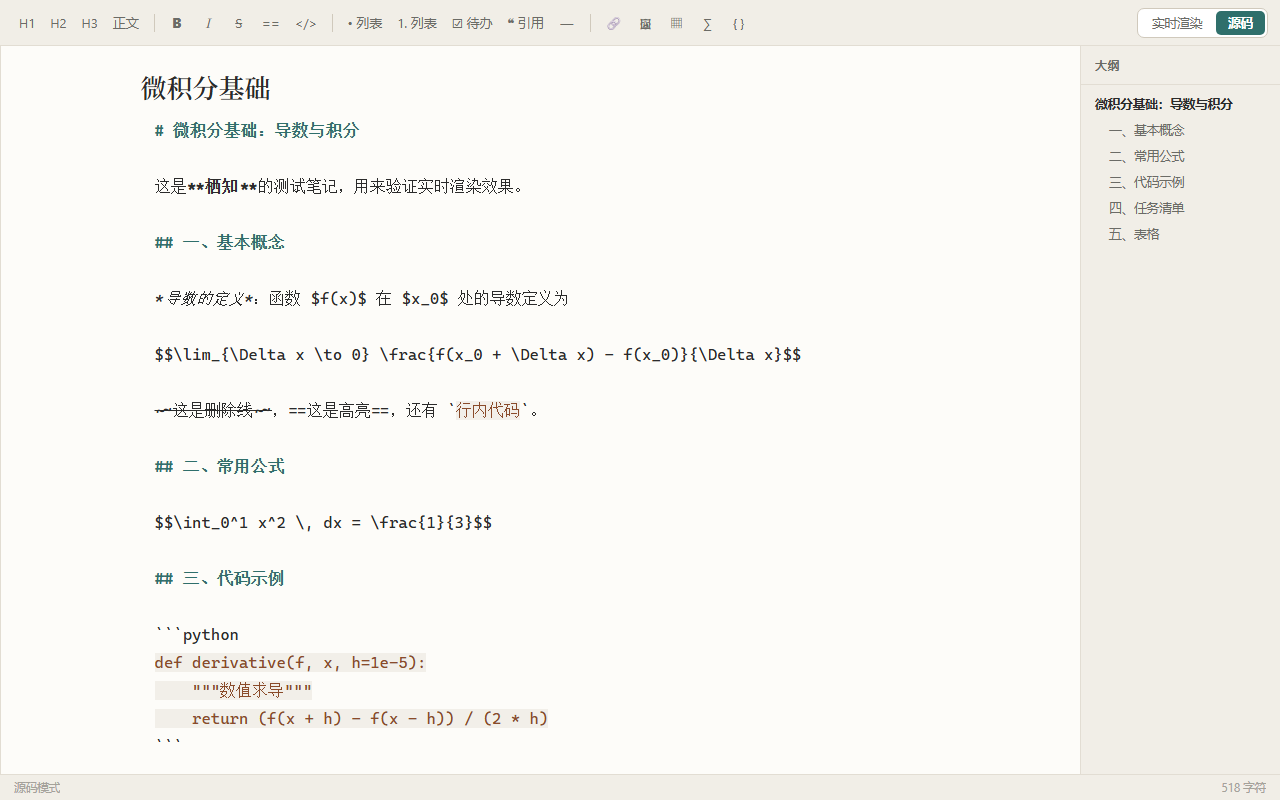 H1 H2 H3 正文 B I S == </> • 列表 1. 列表 ☑ 待办 ❝ 引用 — 🔗 🖼 ▦ ∑ { } 实时渲染 源码
大纲
微积分基础
微积分基础：导数与积分
一、基本概念
二、常用公式
三、代码示例
四、任务清单
五、表格
# 微积分基础：导数与积分
这是**栖知**的测试笔记，用来验证实时渲染效果。
## 一、基本概念
*导数的定义*：函数 $f(x)$ 在 $x_0$ 处的导数定义为
$$\lim_{\Delta x \to 0} \frac{f(x_0 + \Delta x) - f(x_0)}{\Delta x}$$
~~这是删除线~~，==这是高亮==，还有 `行内代码`。
## 二、常用公式
$$\int_0^1 x^2 \, dx = \frac{1}{3}$$
## 三、代码示例
```python
def derivative(f, x, h=1e-5):
    """数值求导"""
    return (f(x + h) - f(x - h)) / (2 * h)
```
源码模式
518 字符